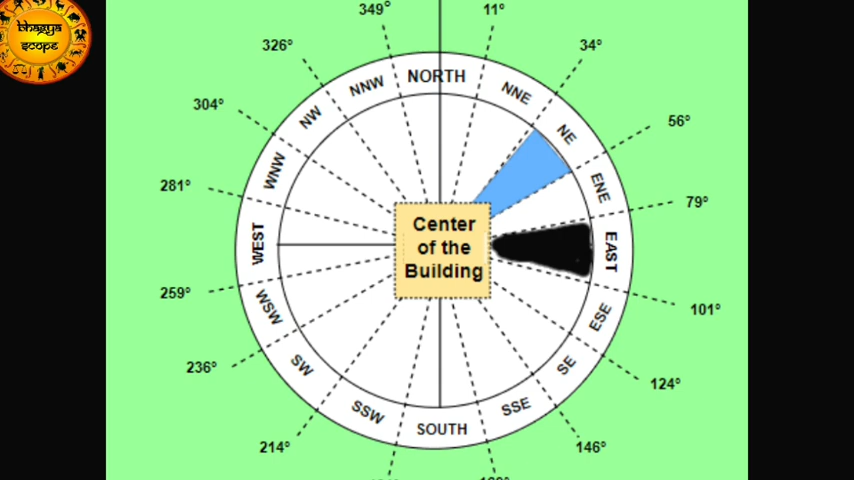 bhagya
scope
349°
11°
326°
34°
NNW
NORTH
NNE
304°
NW
NE
56°
WNW
ENE
281°
79°
WEST
Center
of the
Building
EAST
259°
101°
WSW
ESE
236°
SW
SE
124°
SSW
SOUTH
SSE
214°
146°